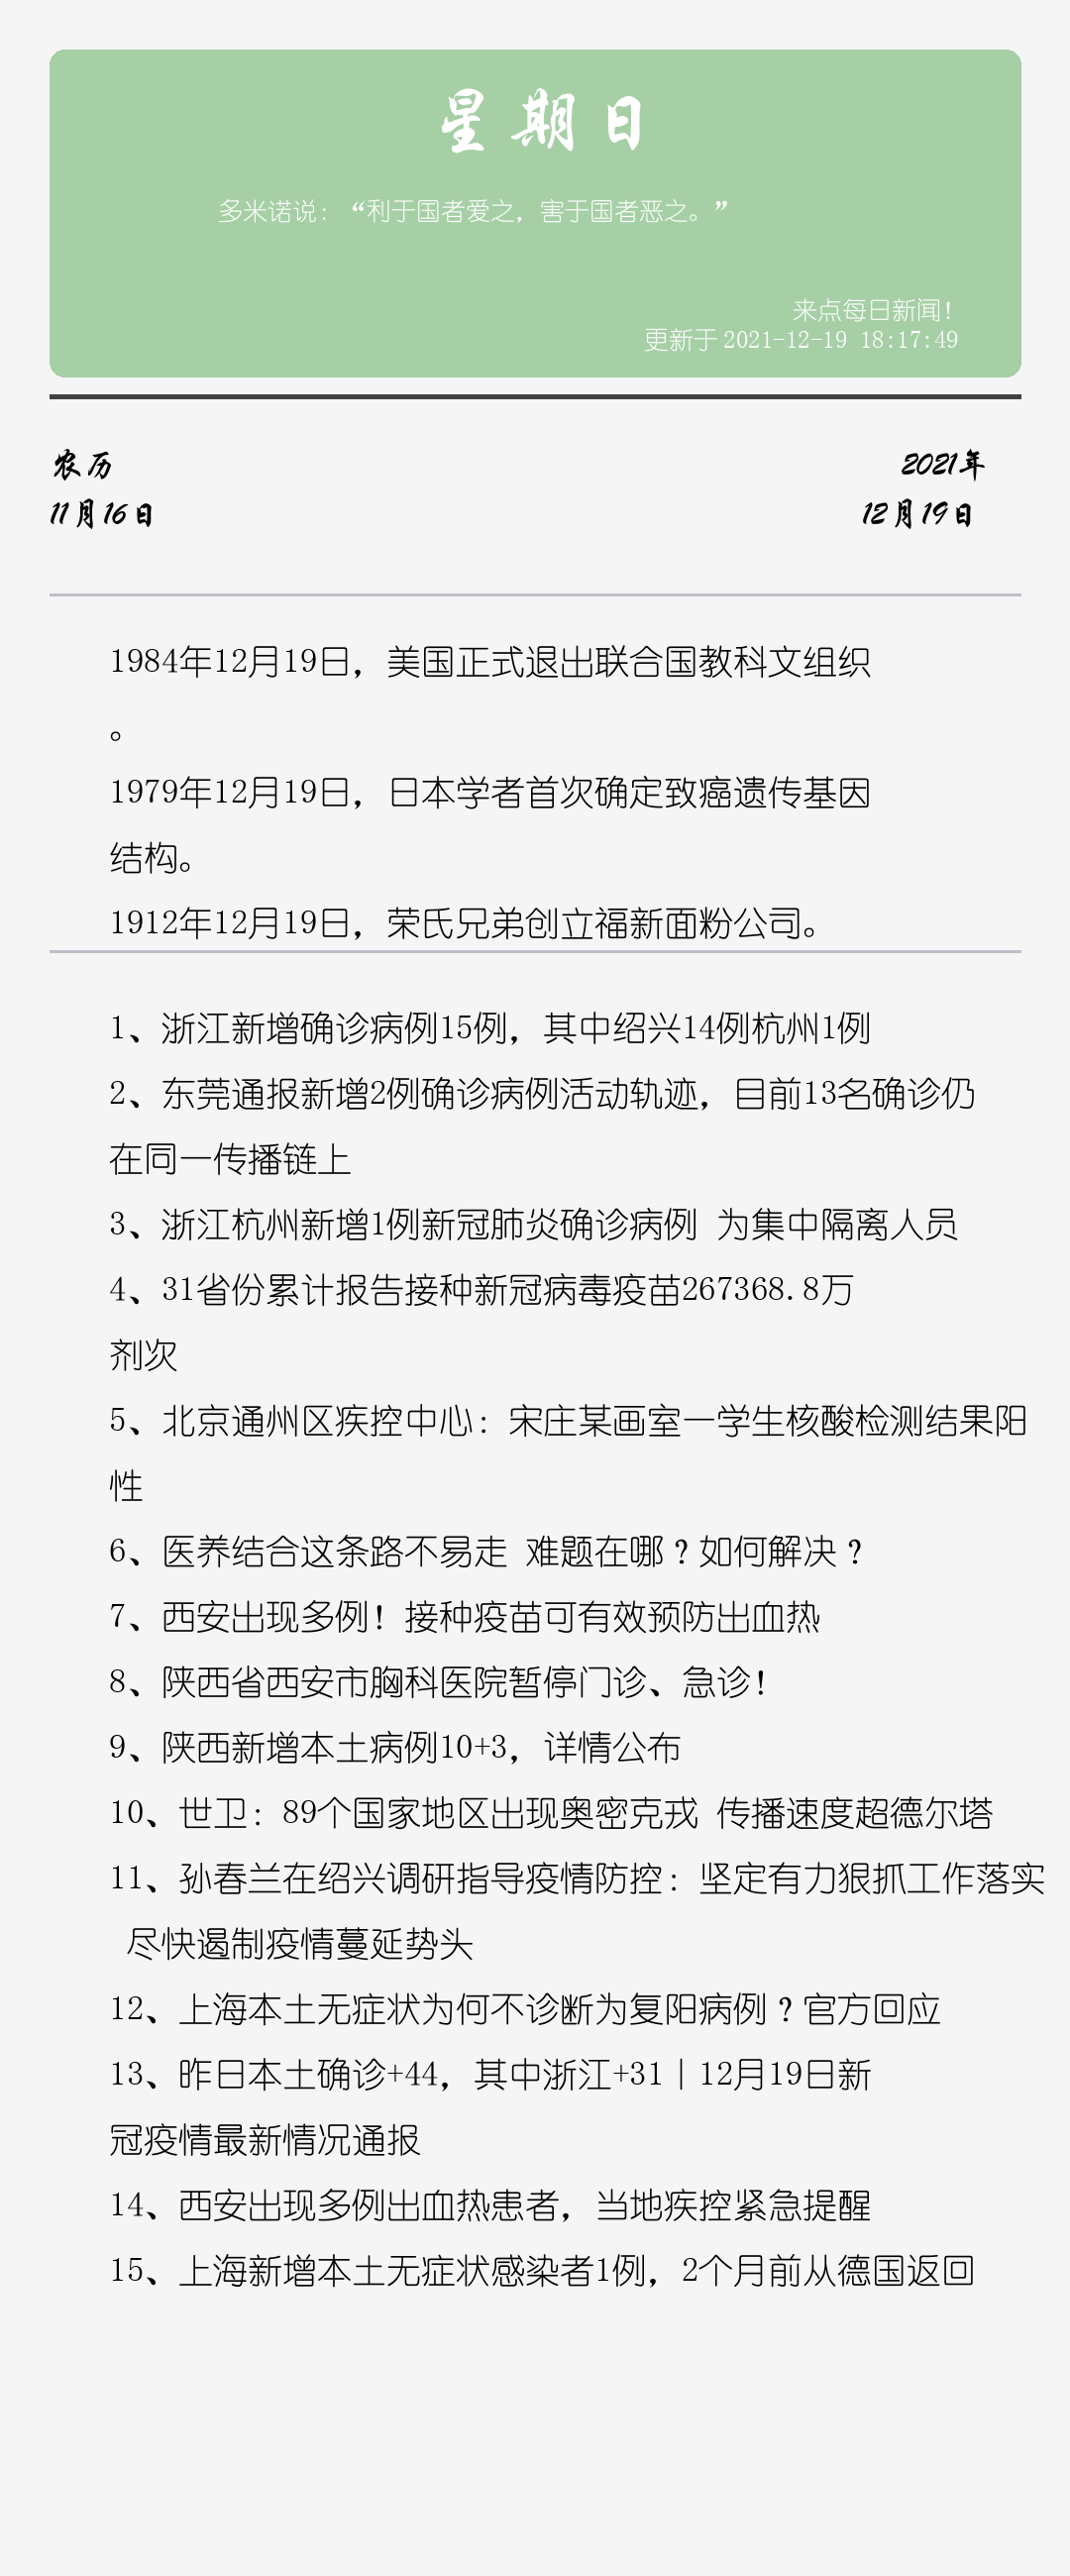 星期日
多米诺说：“利于国者爱之，害于国者恶之。”
来点每日新闻！
更新于 2021-12-19 18:17:49
农历
2021年
11月16日
12月19日
1984年12月19日，美国正式退出联合国教科文组织
。
1979年12月19日，日本学者首次确定致癌遗传基因
结构。
1912年12月19日，荣氏兄弟创立福新面粉公司。
1、浙江新增确诊病例15例，其中绍兴14例杭州1例
2、东莞通报新增2例确诊病例活动轨迹，目前13名确诊仍
在同一传播链上
3、浙江杭州新增1例新冠肺炎确诊病例 为集中隔离人员
4、31省份累计报告接种新冠病毒疫苗267368.8万
剂次
5、北京通州区疾控中心：宋庄某画室一学生核酸检测结果阳
性
6、医养结合这条路不易走 难题在哪？如何解决？
7、西安出现多例！接种疫苗可有效预防出血热
8、陕西省西安市胸科医院暂停门诊、急诊！
9、陕西新增本土病例10+3，详情公布
10、世卫：89个国家地区出现奥密克戎 传播速度超德尔塔
11、孙春兰在绍兴调研指导疫情防控：坚定有力狠抓工作落实
尽快遏制疫情蔓延势头
12、上海本土无症状为何不诊断为复阳病例？官方回应
13、昨日本土确诊+44，其中浙江+31丨12月19日新
冠疫情最新情况通报
14、西安出现多例出血热患者，当地疾控紧急提醒
15、上海新增本土无症状感染者1例，2个月前从德国返回